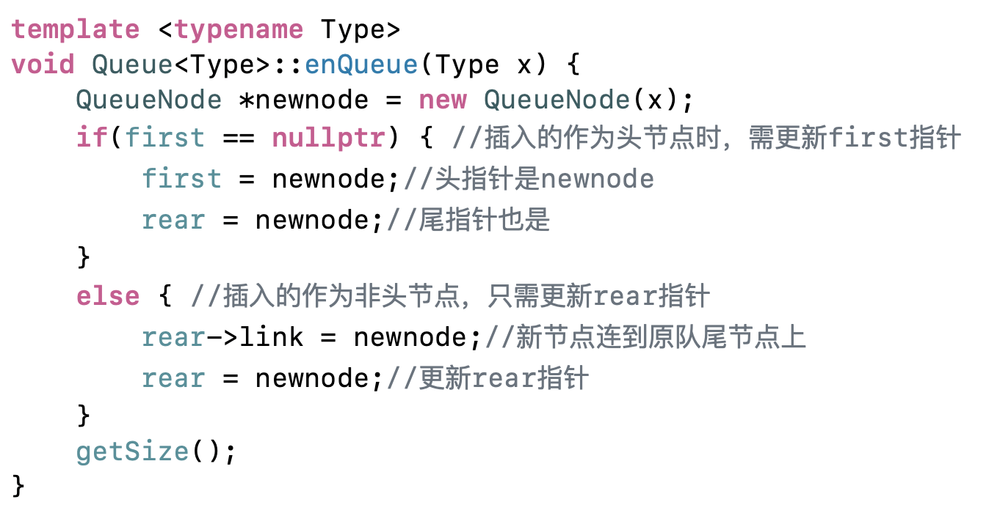 template <typename Type>
void Queue<Type>::enQueue(Type x) {
    QueueNode *newnode = new QueueNode(x);
    if(first == nullptr) { //插入的作为头节点时，需更新first指针
        first = newnode;//头指针是newnode
        rear = newnode;//尾指针也是
    }
    else { //插入的作为非头节点，只需更新rear指针
        rear->link = newnode;//新节点连到原队尾节点上
        rear = newnode;//更新rear指针
    }
    getSize();
}